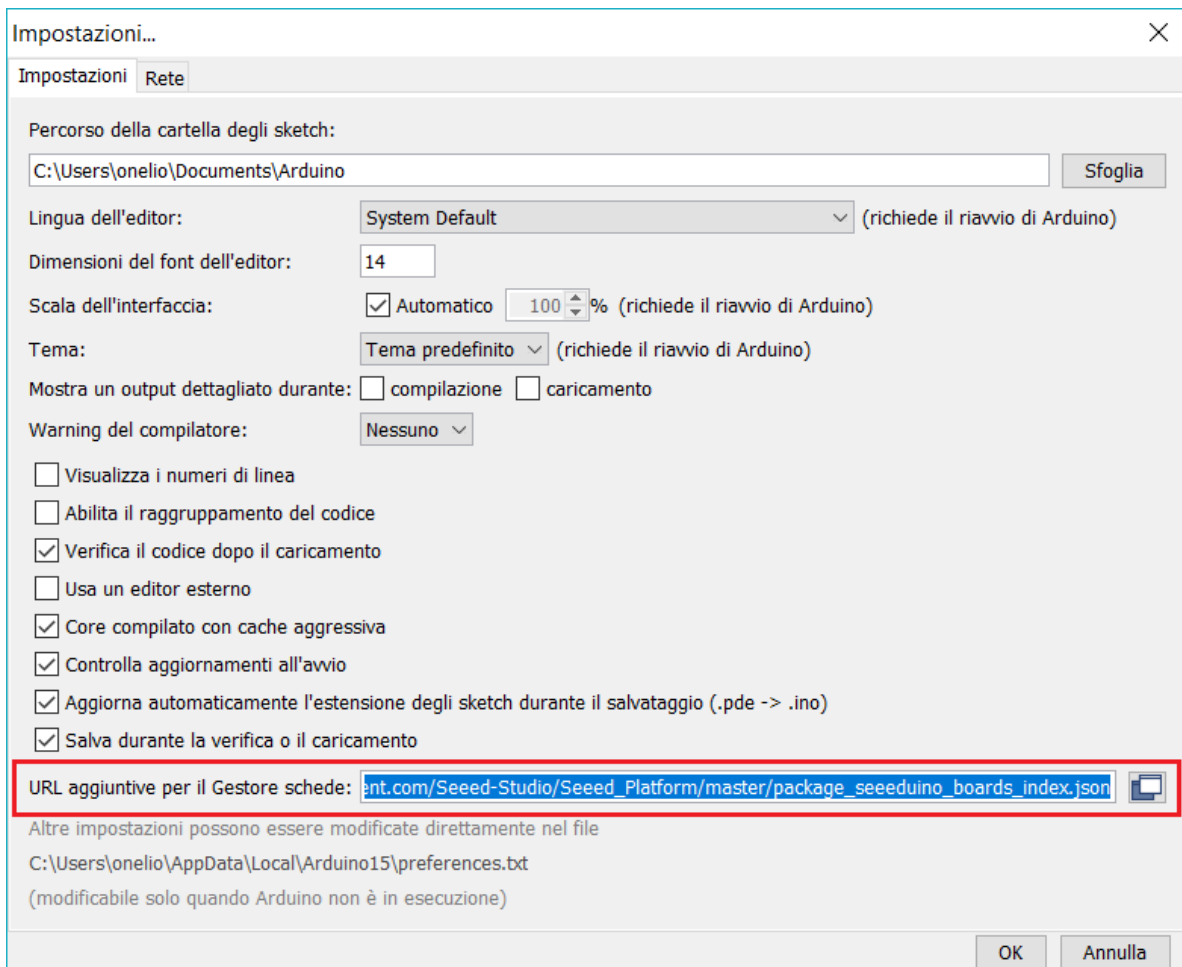 Impostazioni...
Impostazioni Rete
Percorso della cartella degli sketch:
C:\Users\onelio\Documents\Arduino Sfoglia
Lingua dell'editor: System Default (richiede il riavvio di Arduino)
Dimensioni del font dell'editor: 14
Scala dell'interfaccia: Automatico 100 % (richiede il riavvio di Arduino)
Tema: Tema predefinito (richiede il riavvio di Arduino)
Mostra un output dettagliato durante: compilazione caricamento
Warning del compilatore: Nessuno
Visualizza i numeri di linea
Abilita il raggruppamento del codice
Verifica il codice dopo il caricamento
Usa un editor esterno
Core compilato con cache aggressiva
Controlla aggiornamenti all'avvio
Aggiorna automaticamente l'estensione degli sketch durante il salvataggio (.pde -> .ino)
Salva durante la verifica o il caricamento
URL aggiuntive per il Gestore schede: ent.com/Seeed-Studio/Seeed_Platform/master/package_seeeduino_boards_index.json
Altre impostazioni possono essere modificate direttamente nel file
C:\Users\onelio\AppData\Local\Arduino15\preferences.txt
(modificabile solo quando Arduino non è in esecuzione)
OK Annulla